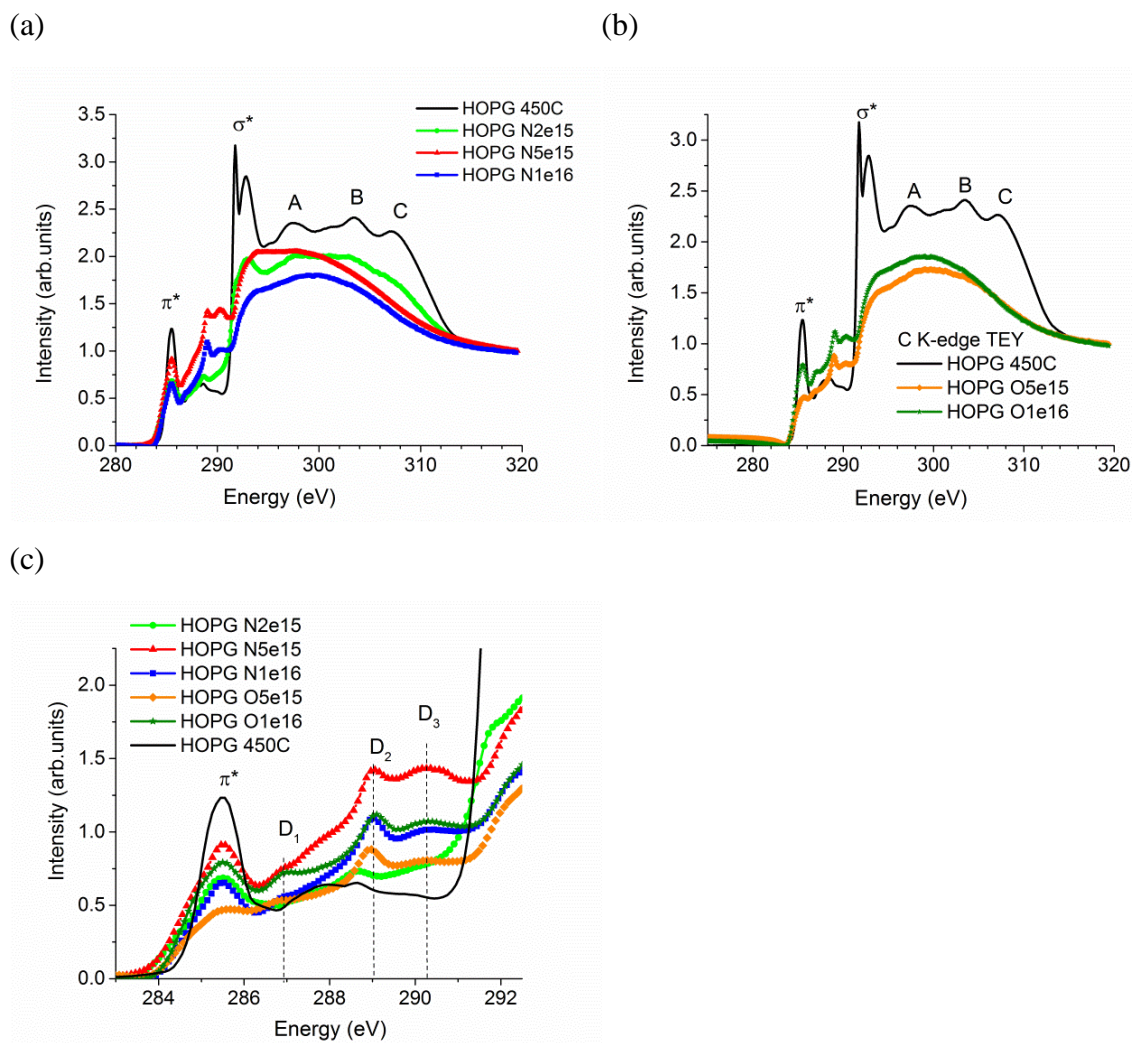 (a)
3.5
3.0
2.5
2.0
1.5
1.0
0.5
0.0
Intensity (arb.units)
280
290
300
310
320
Energy (eV)
π*
σ*
A
B
C
HOPG 450C
HOPG N2e15
HOPG N5e15
HOPG N1e16
(b)
3.0
2.5
2.0
1.5
1.0
0.5
0.0
Intensity (arb.units)
280
290
300
310
320
Energy (eV)
π*
σ*
A
B
C
C K-edge TEY
HOPG 450C
HOPG O5e15
HOPG O1e16
(c)
HOPG N2e15
HOPG N5e15
HOPG N1e16
HOPG O5e15
HOPG O1e16
HOPG 450C
2.0
1.5
1.0
0.5
0.0
Intensity (arb.units)
284
286
288
290
292
Energy (eV)
π*
D1
D2
D3